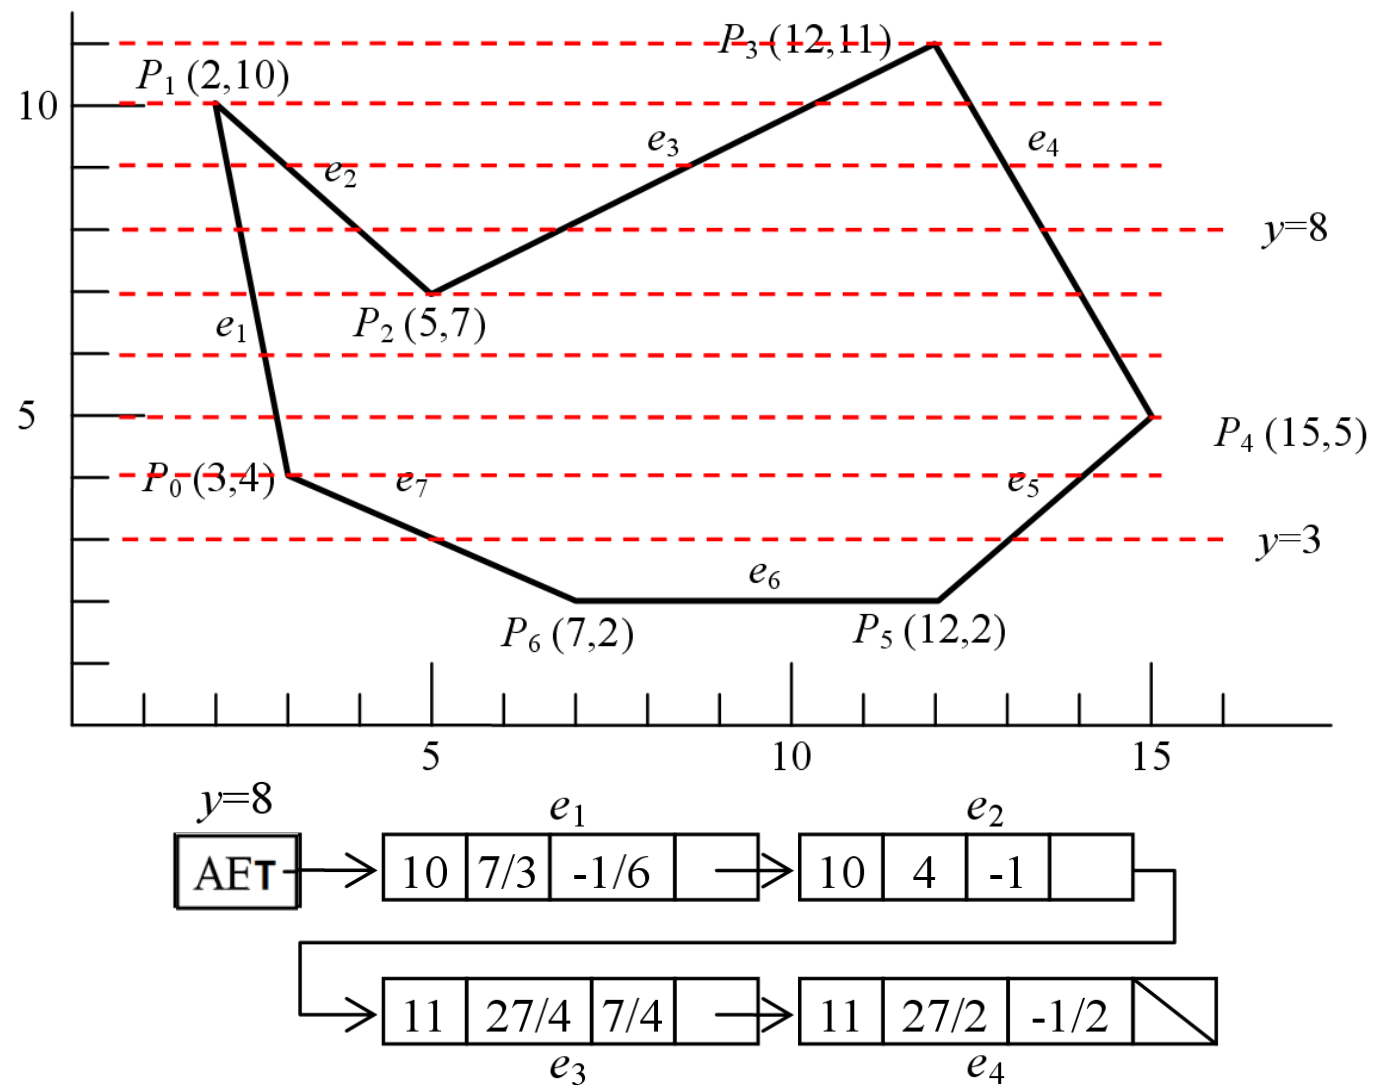 P3 (12,11)
P1 (2,10)
10
e3
e4
e2
y=8
e1
P2 (5,7)
5
P4 (15,5)
P0 (3,4)
e7
e5
y=3
e6
P6 (7,2)
P5 (12,2)
5 10 15
y=8
e1 e2
AET 10 7/3 -1/6 10 4 -1
11 27/4 7/4 11 27/2 -1/2
e3 e4